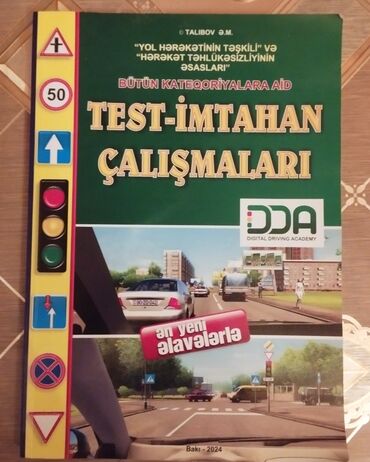 © TALIBOV Ə.M.
"YOL HƏRƏKƏTİNİN TƏŞKİLİ" VƏ
"HƏRƏKƏT TƏHLÜKƏSİZLİYİNİN
ƏSASLARI"
BÜTÜN KATEQORİYALARA AİD
TEST-İMTAHAN
ÇALIŞMALARI
50
DDA
DIGITAL DRIVING ACADEMY
ən yeni
əlavələrlə
Bakı - 2024